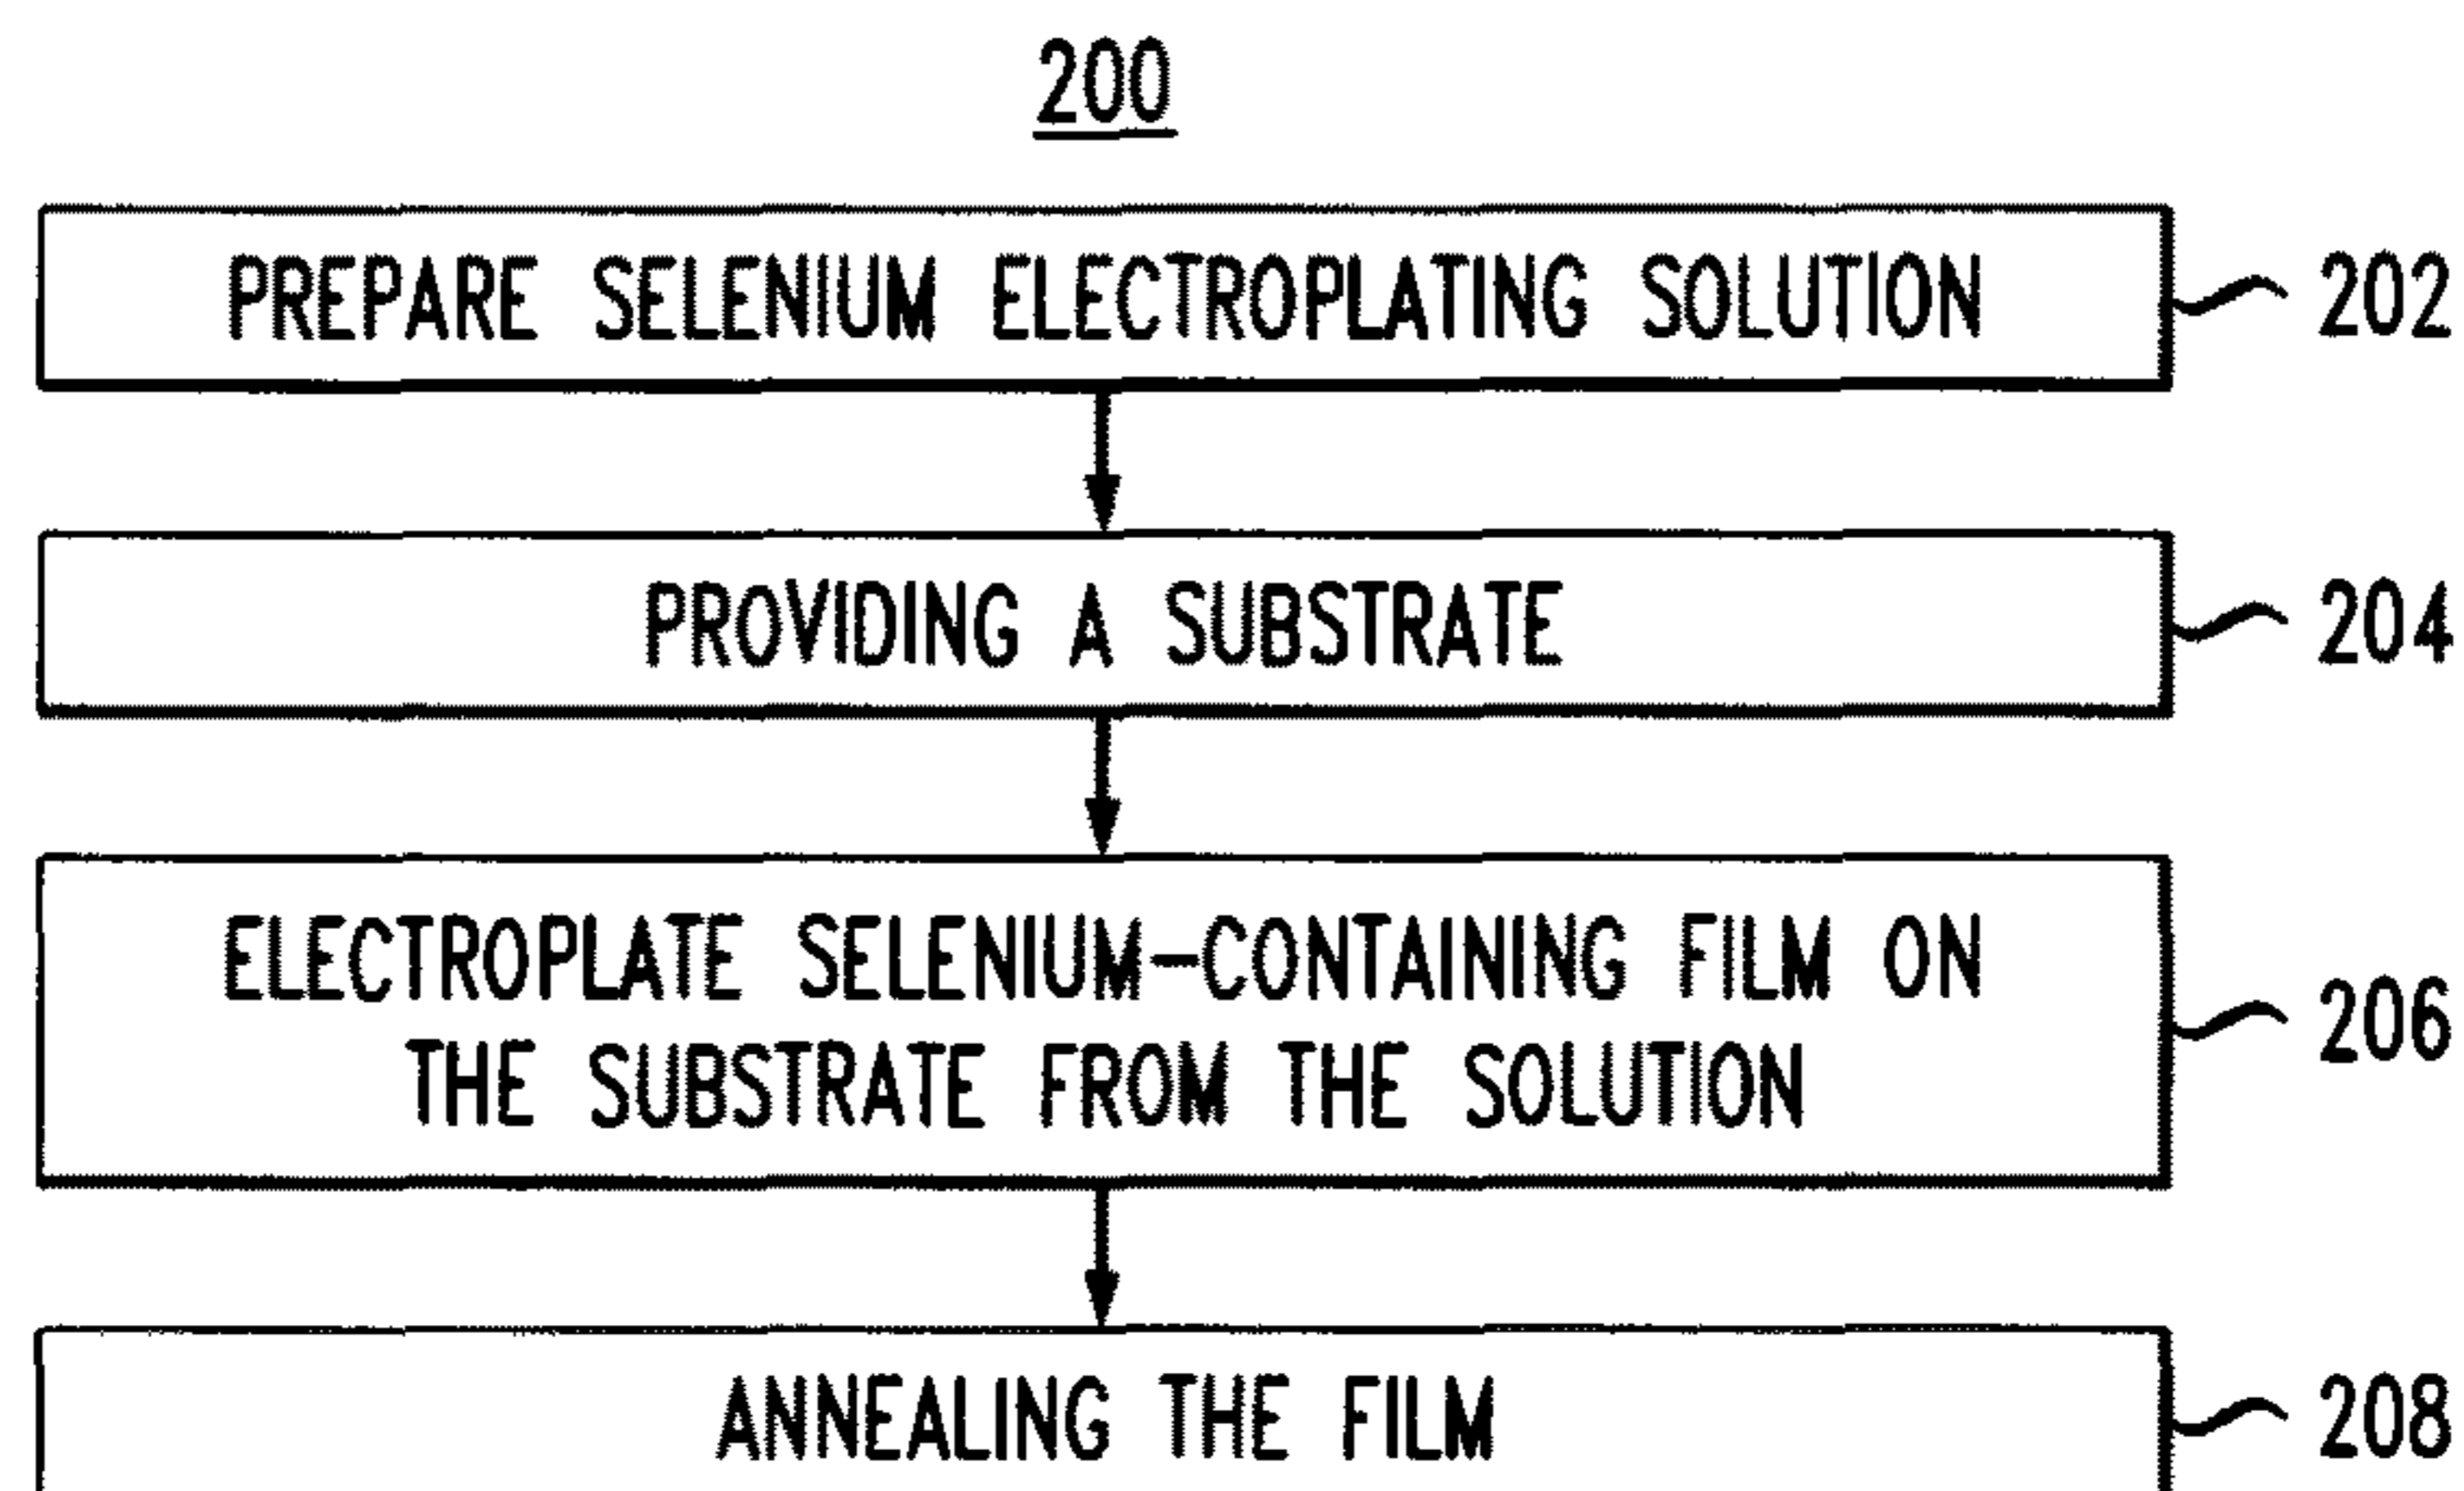 200
PREPARE SELENIUM ELECTROPLATING SOLUTION
202
PROVIDING A SUBSTRATE
204
ELECTROPLATE SELENIUM-CONTAINING FILM ON
THE SUBSTRATE FROM THE SOLUTION
206
ANNEALING THE FILM
208